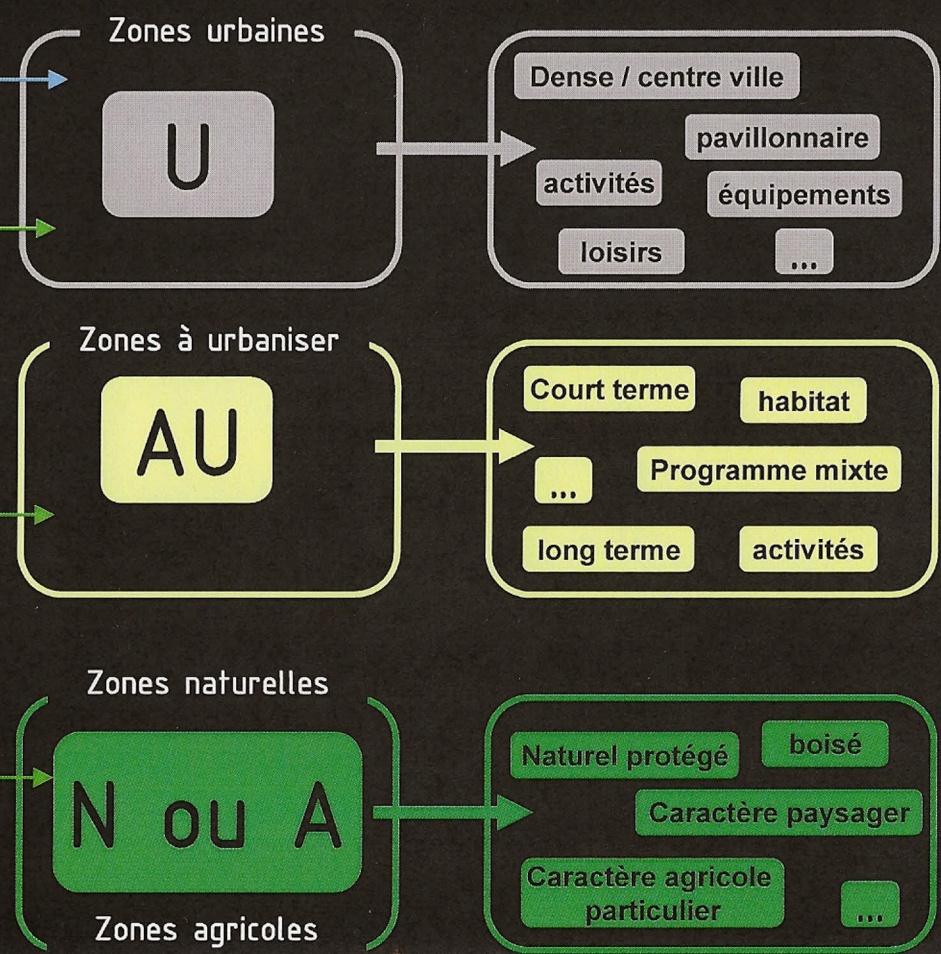 Zones urbaines
U
Dense / centre ville
pavillonnaire
activités
équipements
loisirs
...
Zones à urbaniser
AU
Court terme
habitat
...
Programme mixte
long terme
activités
Zones naturelles
N ou A
Zones agricoles
Naturel protégé
boisé
Caractère paysager
Caractère agricole
particulier
...